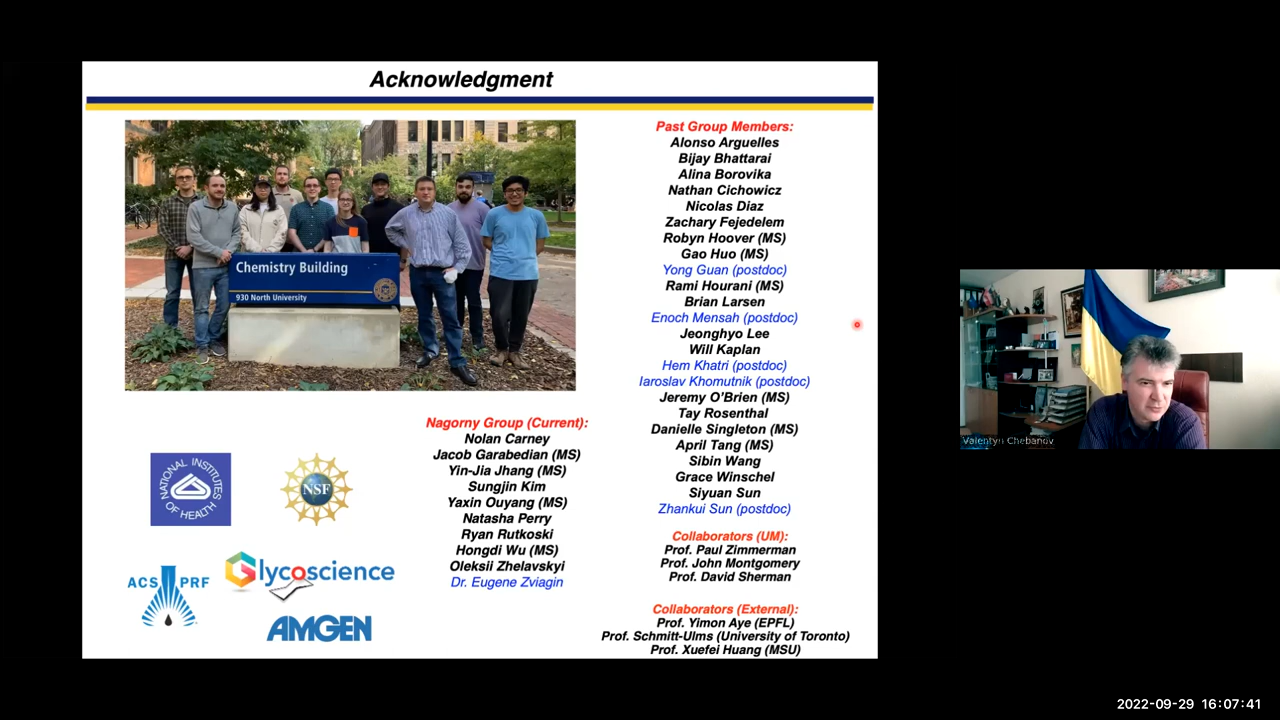 Acknowledgment
Chemistry Building
930 North University
Past Group Members:
Alonso Arguelles
Bijay Bhattarai
Alina Borovika
Nathan Cichowicz
Nicolas Diaz
Zachary Fejedelem
Robyn Hoover (MS)
Gao Huo (MS)
Yong Guan (postdoc)
Rami Hourani (MS)
Brian Larsen
Enoch Mensah (postdoc)
Jeonghyo Lee
Will Kaplan
Hem Khatri (postdoc)
Iaroslav Khomutnik (postdoc)
Jeremy O'Brien (MS)
Tay Rosenthal
Danielle Singleton (MS)
April Tang (MS)
Sibin Wang
Grace Winschel
Siyuan Sun
Zhankui Sun (postdoc)
Nagorny Group (Current):
Nolan Carney
Jacob Garabedian (MS)
Yin-Jia Jhang (MS)
Sungjin Kim
Yaxin Ouyang (MS)
Natasha Perry
Ryan Rutkoski
Hongdi Wu (MS)
Oleksii Zhelavskyi
Dr. Eugene Zviagin
Collaborators (UM):
Prof. Paul Zimmerman
Prof. John Montgomery
Prof. David Sherman
Collaborators (External):
Prof. Yimon Aye (EPFL)
Prof. Schmitt-Ulms (University of Toronto)
Prof. Xuefei Huang (MSU)
NATIONAL INSTITUTES OF HEALTH
NSF
ACS PRF
Glycoscience
AMGEN
Valentyn Chebanov
2022-09-29 16:07:41